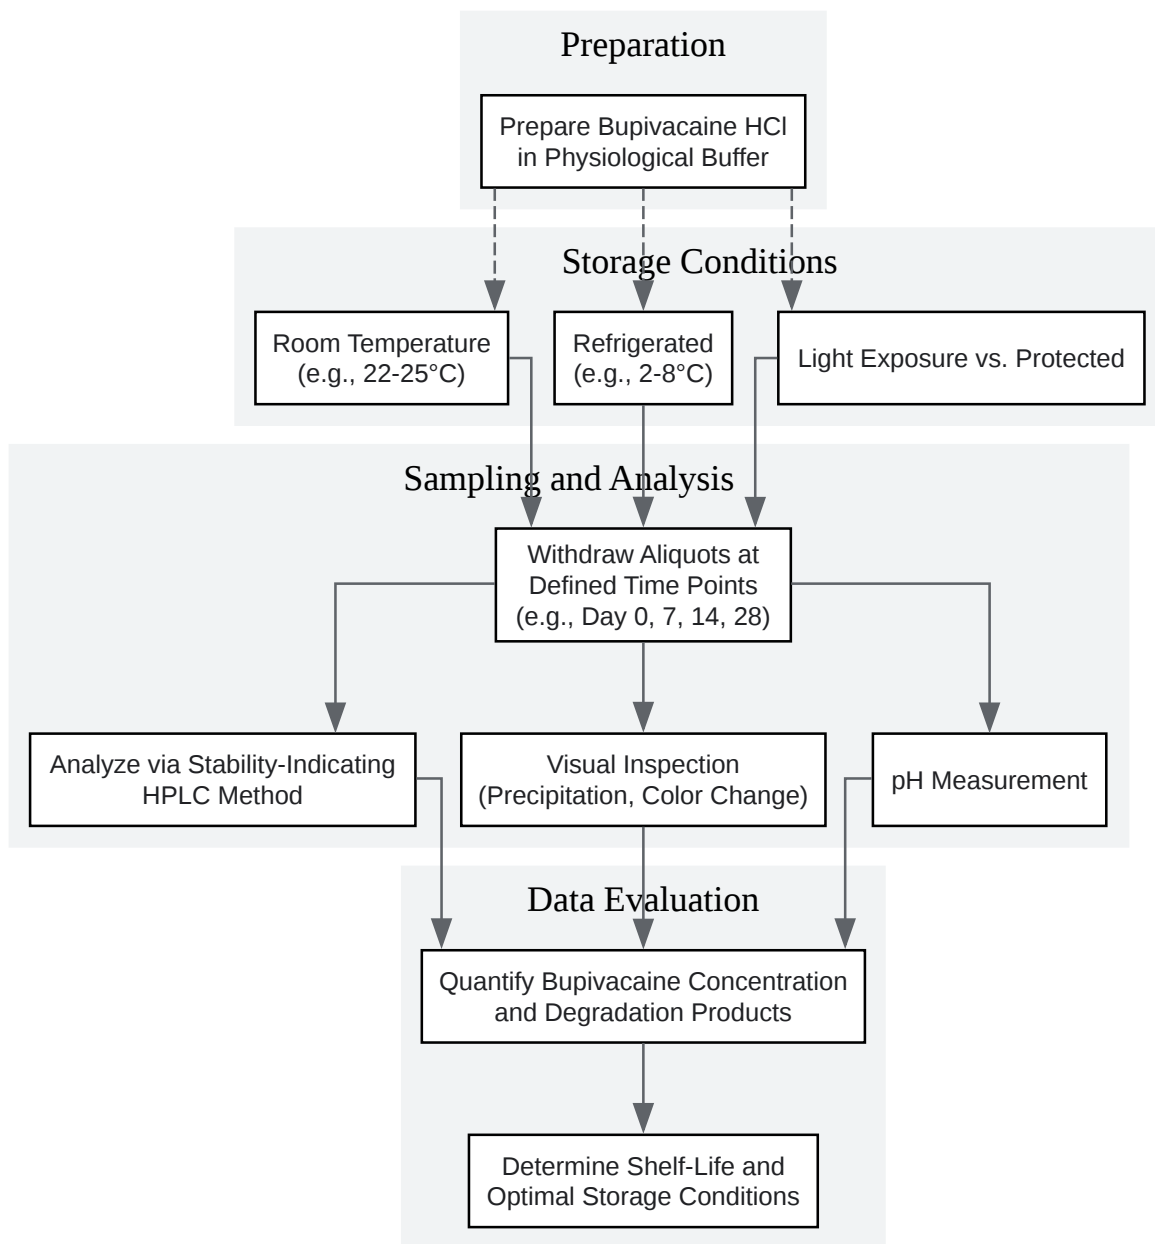 Preparation
Prepare Bupivacaine HCl
in Physiological Buffer
Storage Conditions
Room Temperature
(e.g., 22-25°C)
Refrigerated
(e.g., 2-8°C)
Light Exposure vs. Protected
Sampling and Analysis
Withdraw Aliquots at
Defined Time Points
(e.g., Day 0, 7, 14, 28)
Analyze via Stability-Indicating
HPLC Method
Visual Inspection
(Precipitation, Color Change)
pH Measurement
Data Evaluation
Quantify Bupivacaine Concentration
and Degradation Products
Determine Shelf-Life and
Optimal Storage Conditions